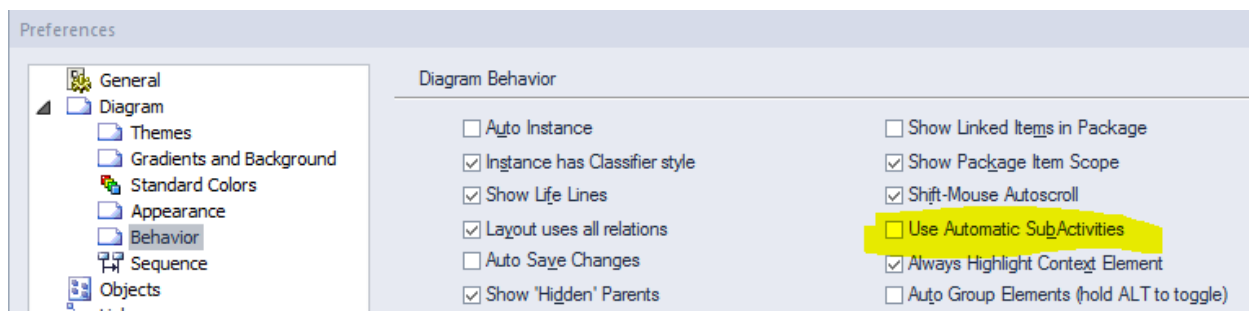 Preferences
General
Diagram
Themes
Gradients and Background
Standard Colors
Appearance
Behavior
Sequence
Objects
Diagram Behavior
Auto Instance
Instance has Classifier style
Show Life Lines
Layout uses all relations
Auto Save Changes
Show 'Hidden' Parents
Show Linked Items in Package
Show Package Item Scope
Shift-Mouse Autoscroll
Use Automatic SubActivities
Always Highlight Context Element
Auto Group Elements (hold ALT to toggle)